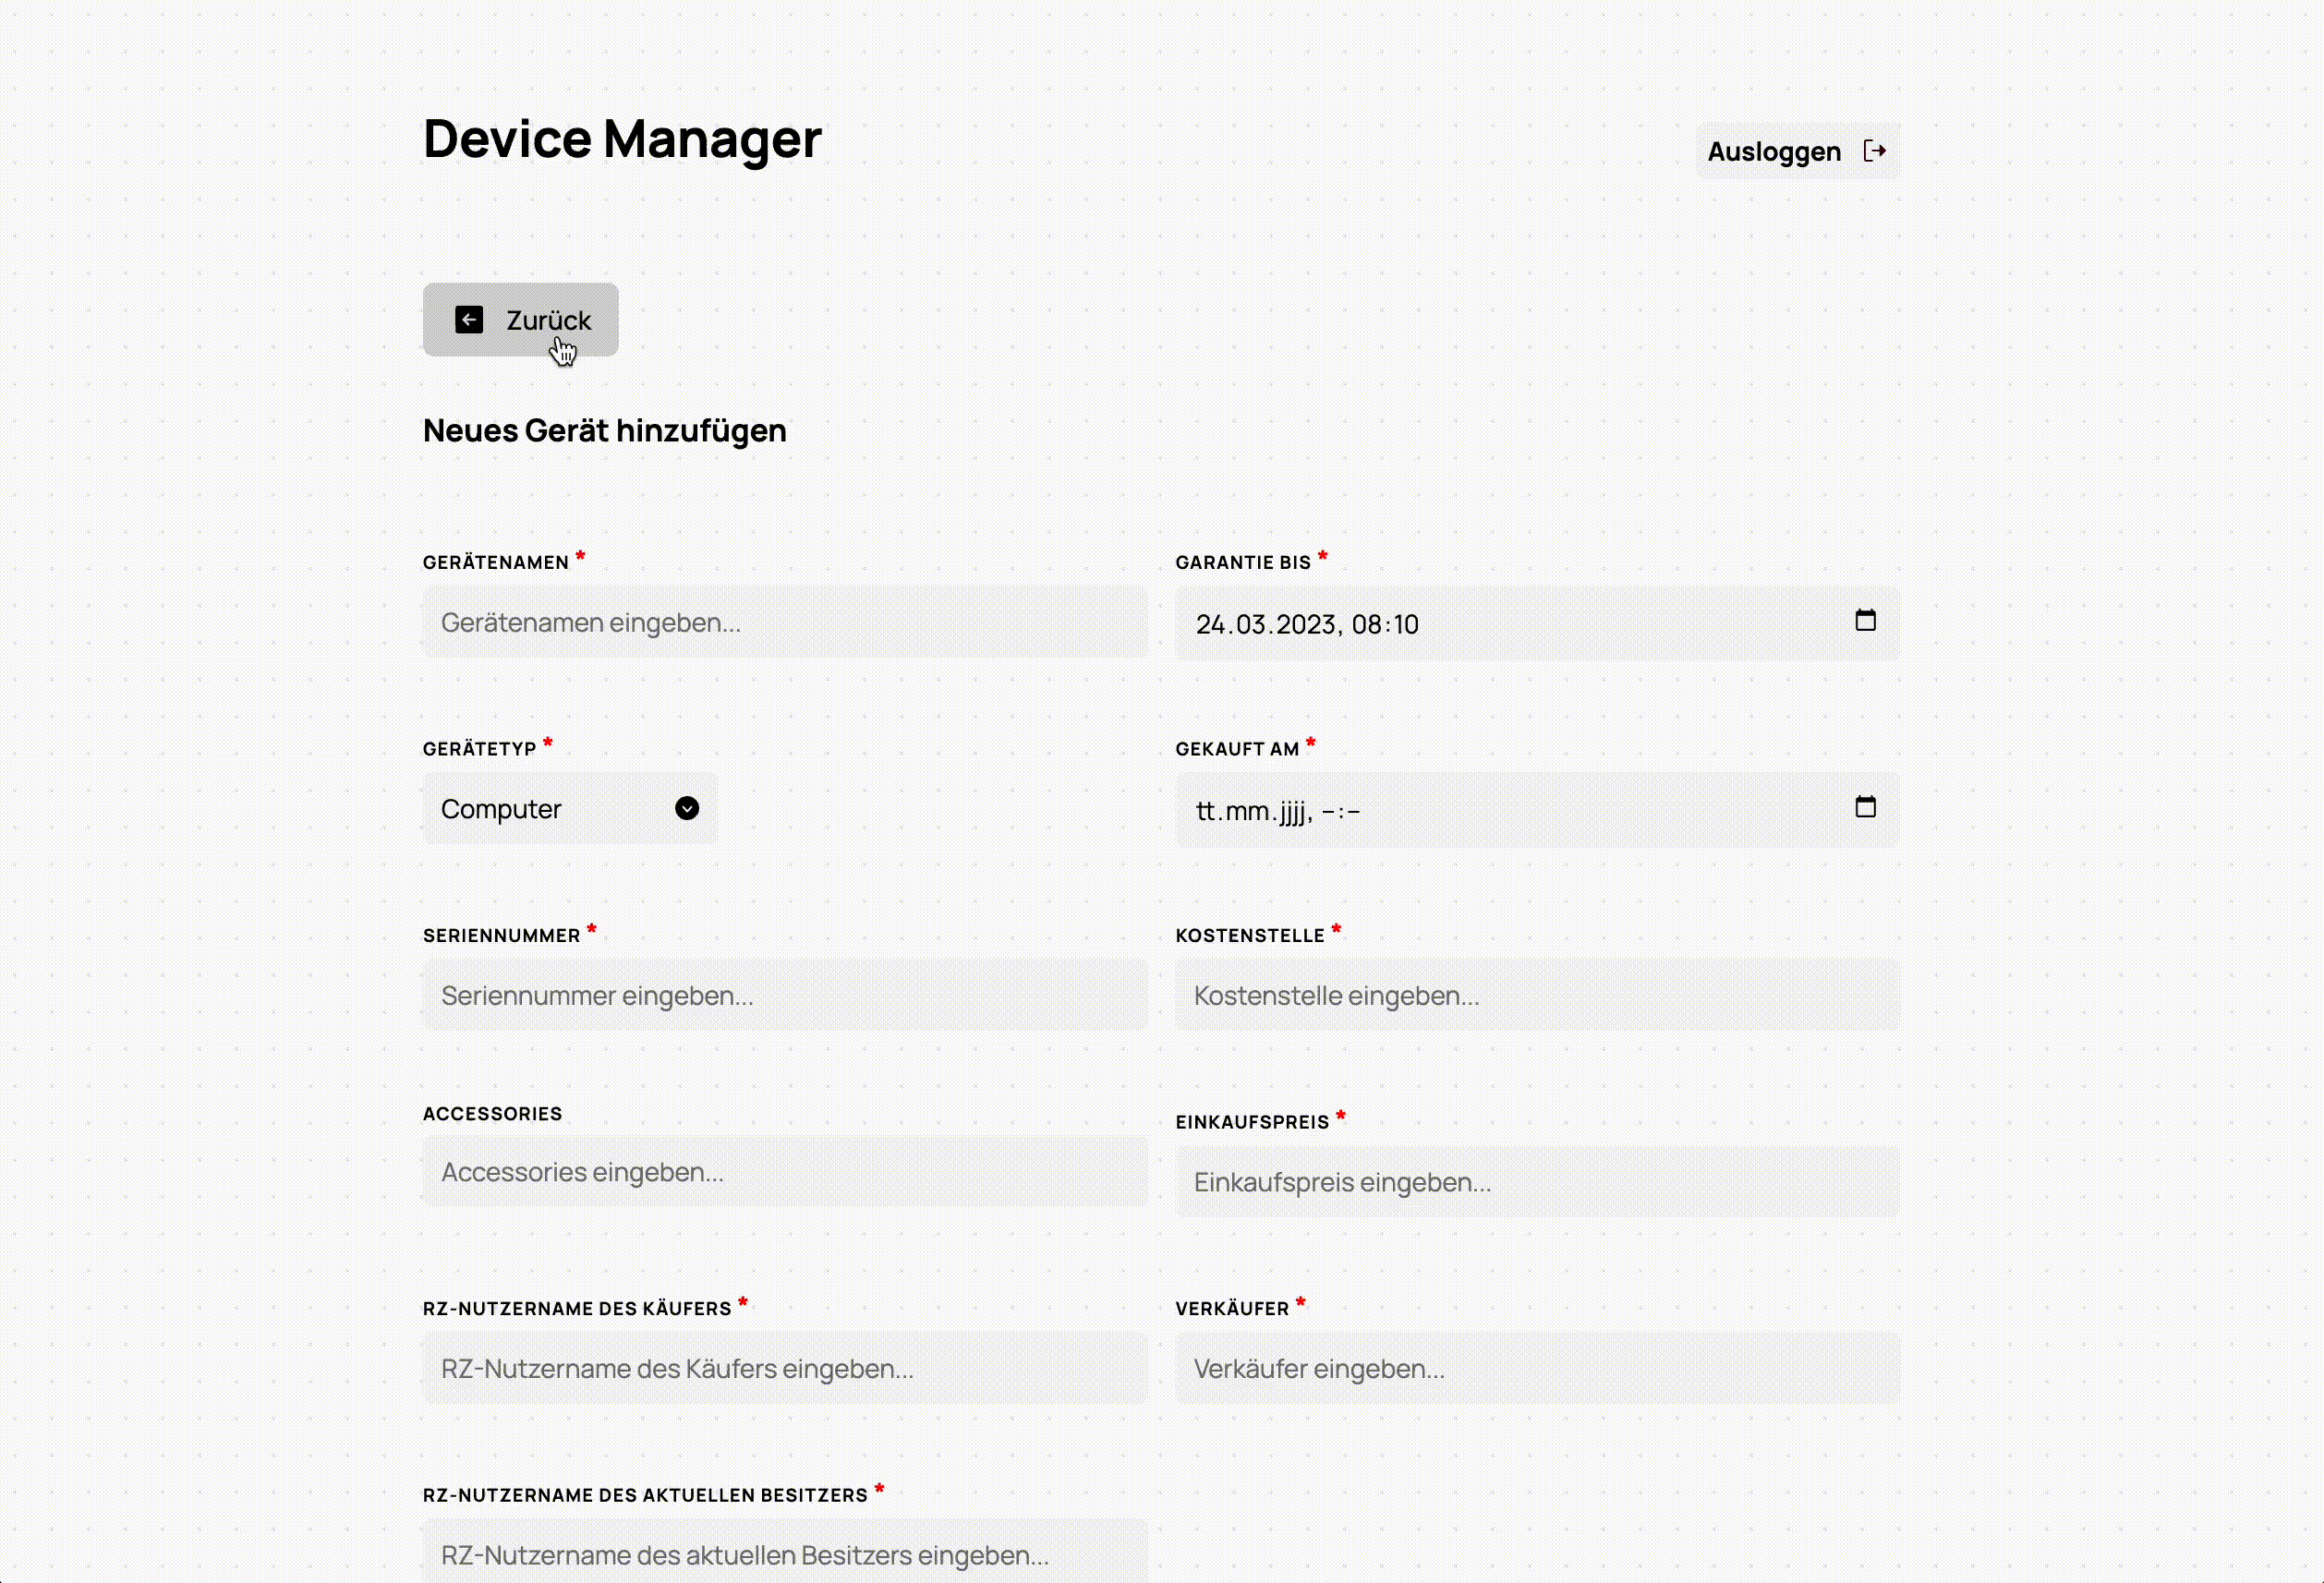 Device Manager
Ausloggen
Zurück
Neues Gerät hinzufügen
GERÄTENAMEN *
Gerätenamen eingeben...
GARANTIE BIS *
24.03.2023, 08:10
GERÄTETYP *
Computer
GEKAUFT AM *
tt.mm.jjjj, --:--
SERIENNUMMER *
Seriennummer eingeben...
KOSTENSTELLE *
Kostenstelle eingeben...
ACCESSORIES
Accessories eingeben...
EINKAUFSPREIS *
Einkaufspreis eingeben...
RZ-NUTZERNAME DES KÄUFERS *
RZ-Nutzername des Käufers eingeben...
VERKÄUFER *
Verkäufer eingeben...
RZ-NUTZERNAME DES AKTUELLEN BESITZERS *
RZ-Nutzername des aktuellen Besitzers eingeben...